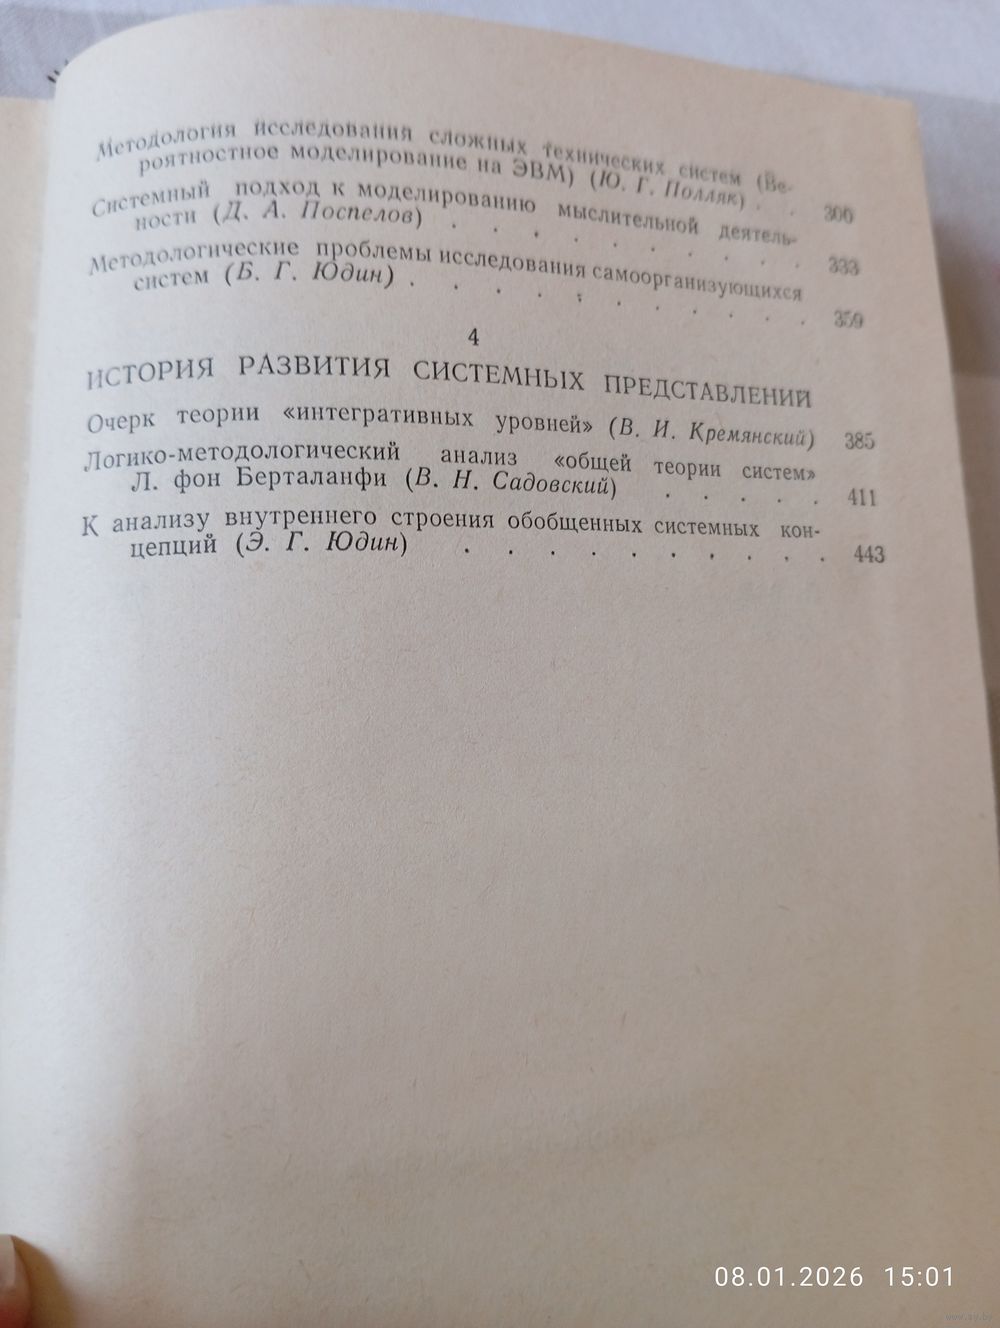 Методология исследования сложных технических систем (Ве-
роятностное моделирование на ЭВМ) (Ю. Г. Полляк) . . 306
Системный подход к моделированию мыслительной деятель-
ности (Д. А. Поспелов) . . . . . . . . . 333
Методологические проблемы исследования самоорганизующихся
систем (Б. Г. Юдин) . . . . . . . . . . 359
4
ИСТОРИЯ РАЗВИТИЯ СИСТЕМНЫХ ПРЕДСТАВЛЕНИЙ
Очерк теории «интегративных уровней» (В. И. Кремянский) 385
Логико-методологический анализ «общей теории систем»
Л. фон Берталанфи (В. Н. Садовский) . . . . . 411
К анализу внутреннего строения обобщенных системных кон-
цепций (Э. Г. Юдин) . . . . . . . . . 443
08.01.2026 15:01